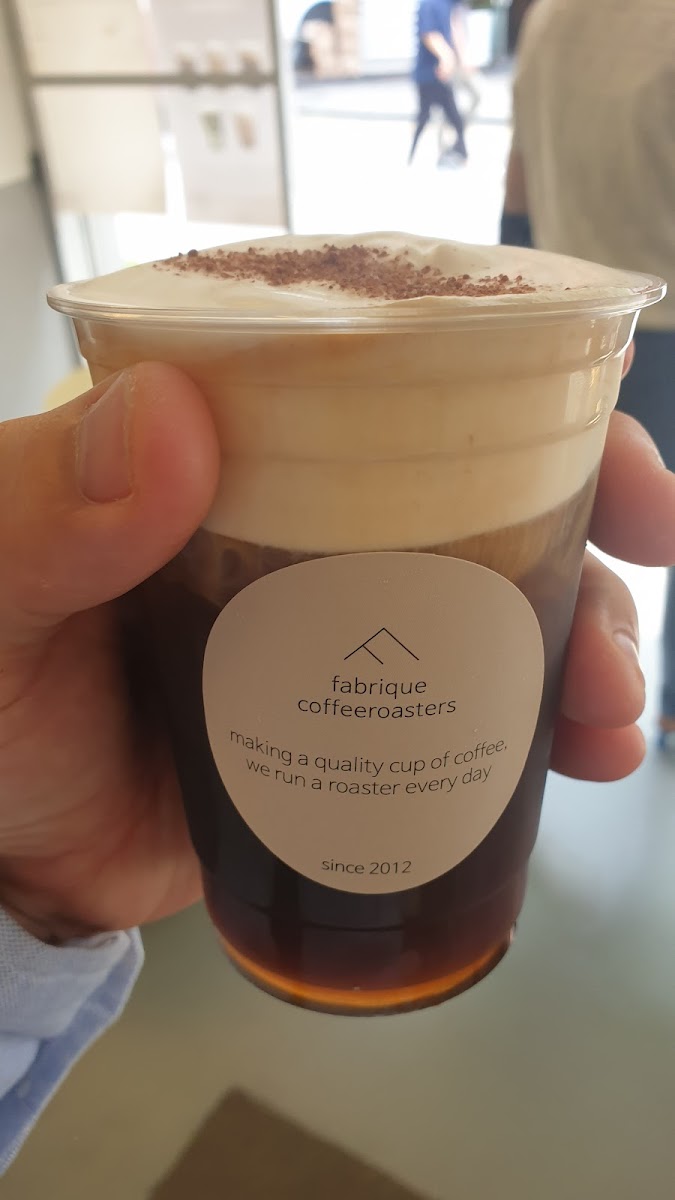 fabrique
coffeeroasters
making a quality cup of coffee,
we run a roaster every day
since 2012